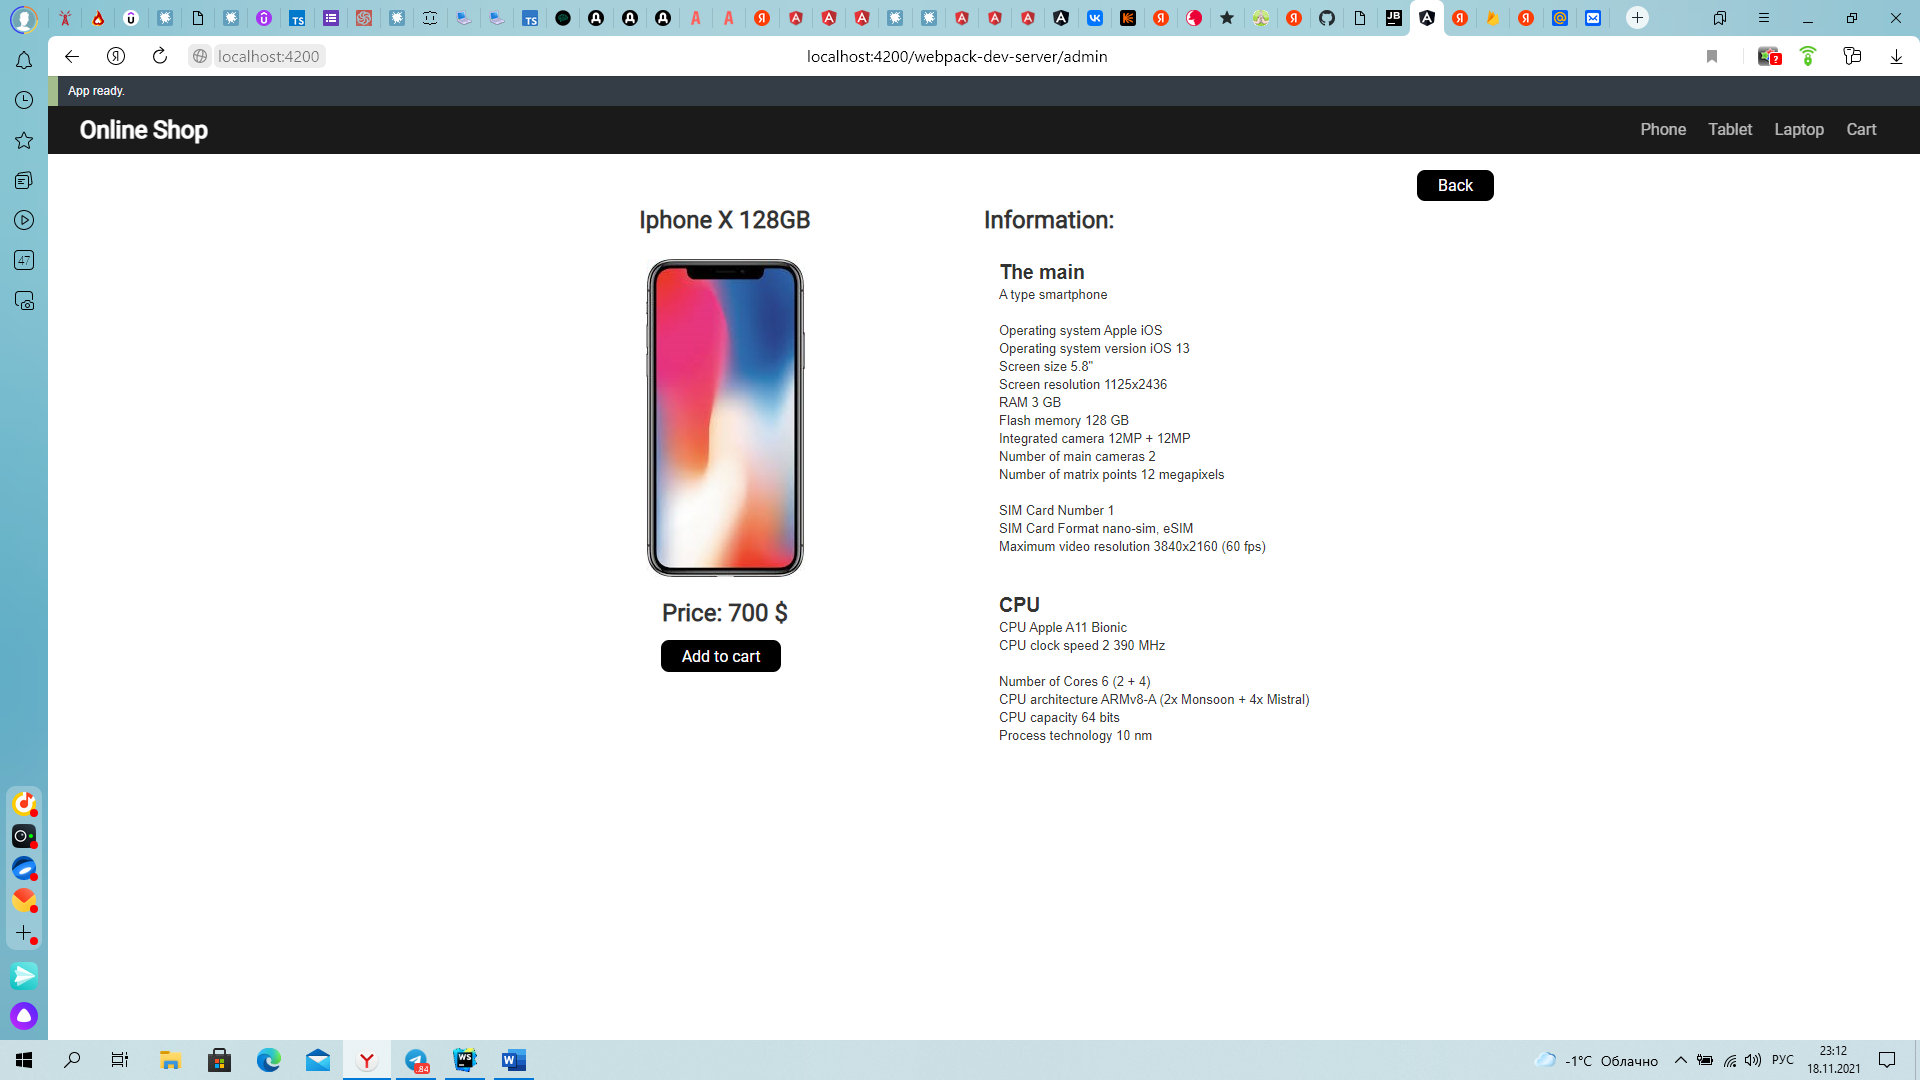 localhost:4200
localhost:4200/webpack-dev-server/admin
App ready.
Online Shop
Phone
Tablet
Laptop
Cart
Back
Iphone X 128GB
Price: 700 $
Add to cart
Information:
The main
A type smartphone
Operating system Apple iOS
Operating system version iOS 13
Screen size 5.8"
Screen resolution 1125x2436
RAM 3 GB
Flash memory 128 GB
Integrated camera 12MP + 12MP
Number of main cameras 2
Number of matrix points 12 megapixels
SIM Card Number 1
SIM Card Format nano-sim, eSIM
Maximum video resolution 3840x2160 (60 fps)
CPU
CPU Apple A11 Bionic
CPU clock speed 2 390 MHz
Number of Cores 6 (2 + 4)
CPU architecture ARMv8-A (2x Monsoon + 4x Mistral)
CPU capacity 64 bits
Process technology 10 nm
47
84
-1°C Облачно
РУС
23:12
18.11.2021